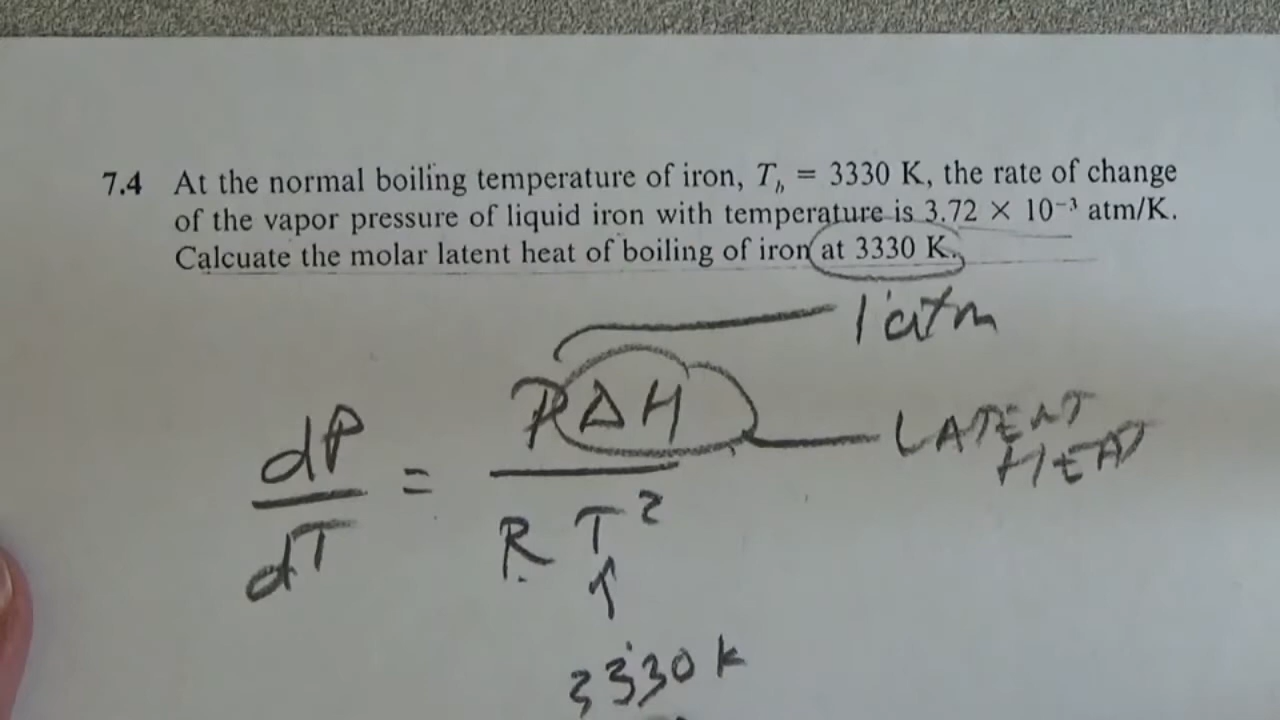 7.4 At the normal boiling temperature of iron, T_b = 3330 K, the rate of change
of the vapor pressure of liquid iron with temperature is 3.72 × 10⁻³ atm/K.
Calcuate the molar latent heat of boiling of iron at 3330 K.
1 atm
dP/dT = PΔH/RT²
LATENT
HEAT
↑
3330 K